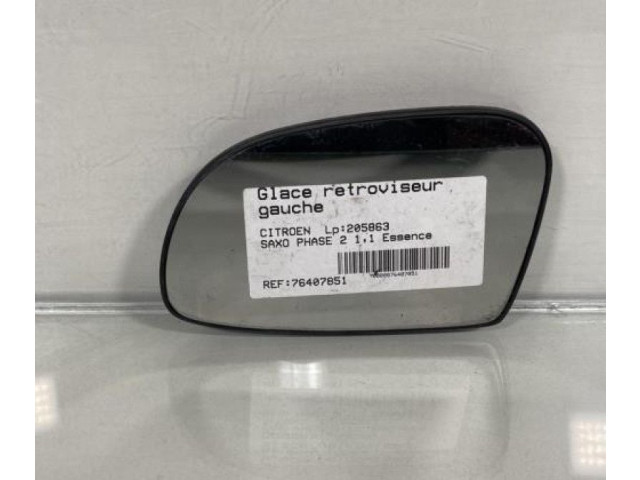 Glace retroviseur
gauche
CITROEN Lp:205863
SAXO PHASE 2 1.1 Essence
REF:76407851